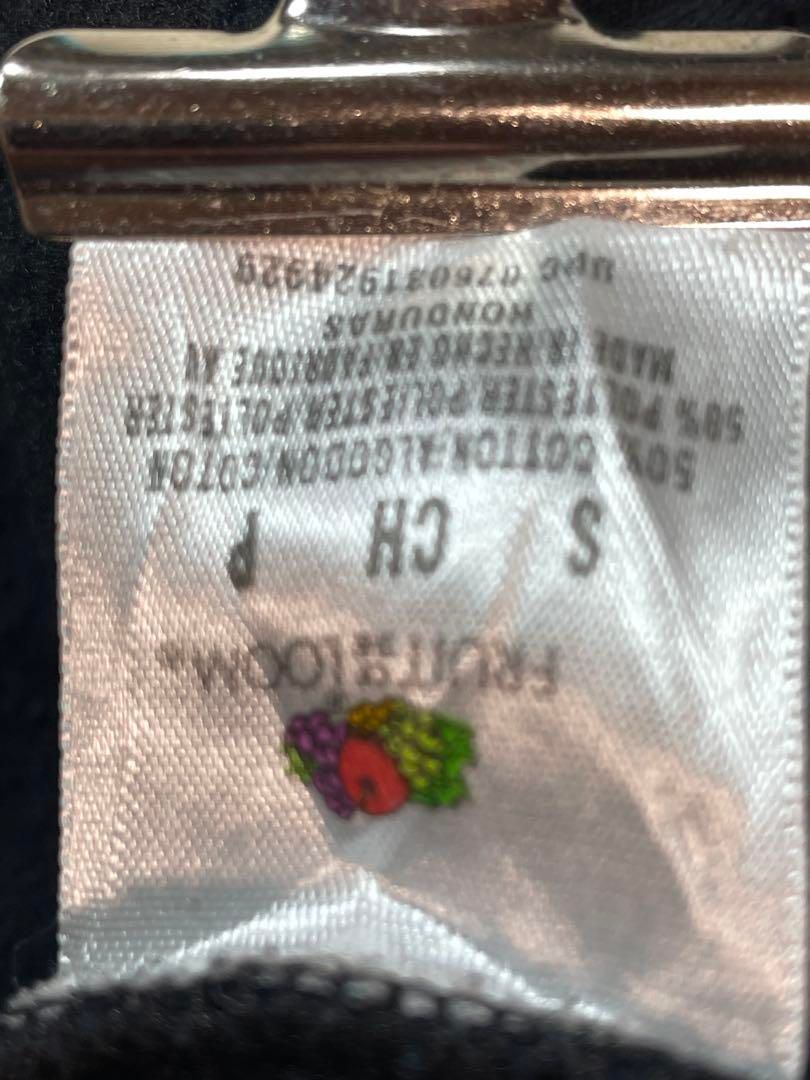 FRUIT OF THE LOOM®
S CH P
50% COTTON/ALGODON/COTON
50% POLYESTER/POLIESTER/POLYESTER
MADE IN/HECHO EN/FABRIQUE AU
HONDURAS
UPC 076031924929